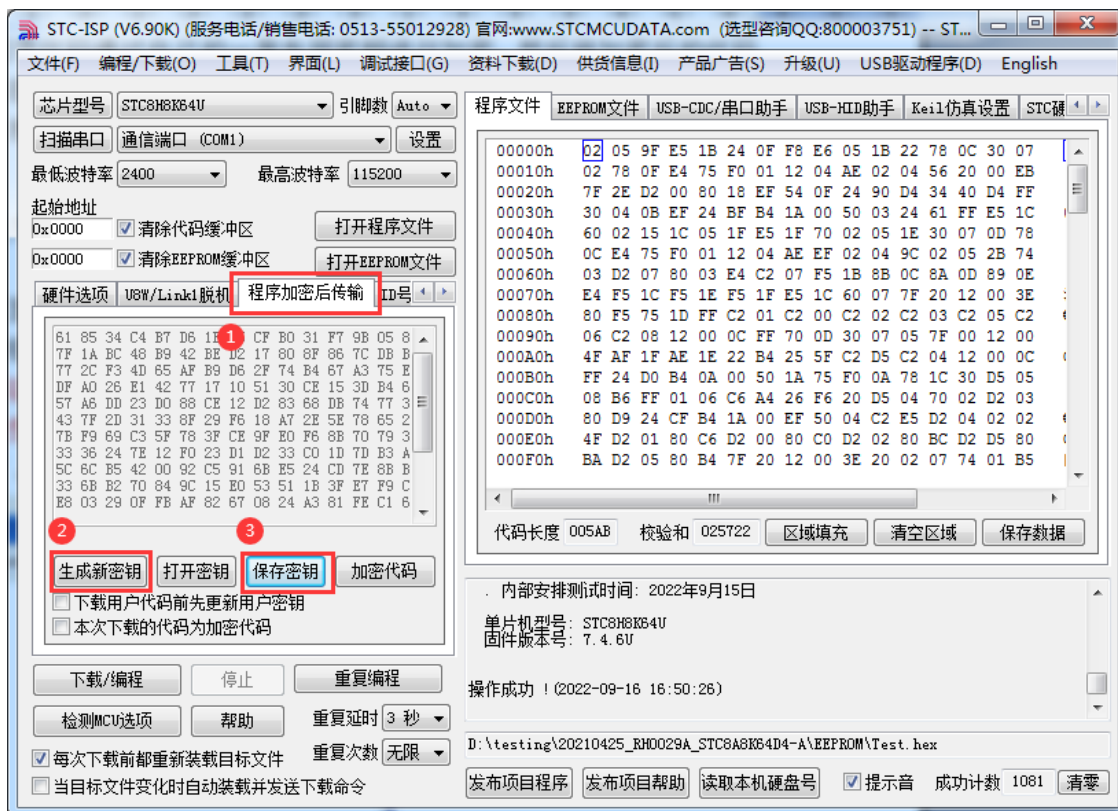 STC-ISP (V6.90K) (服务电话/销售电话: 0513-55012928) 官网:www.STCMCUDATA.com (选型咨询QQ:800003751) -- ST...
文件(F) 编程/下载(O) 工具(T) 界面(L) 调试接口(G) 资料下载(D) 供货信息(I) 产品广告(S) 升级(U) USB驱动程序(D) English
芯片型号 STC8H8K64U 引脚数 Auto
扫描串口 通信端口 (COM1) 设置
最低波特率 2400 最高波特率 115200
起始地址
0x0000 清除代码缓冲区 打开程序文件
0x0000 清除EEPROM缓冲区 打开EEPROM文件
硬件选项 U8W/Link1脱机 程序加密后传输 ID号
1
61 85 34 C4 B7 D6 CF B0 31 F7 9B 05 8
7F 1A BC 48 B9 42 BE D2 17 80 8F 86 7C DB B
77 2C F3 4D 65 AF B9 D6 2F 74 B4 67 A3 75 E
DF A0 26 E1 42 77 17 10 51 30 CE 15 3D B4 6
57 A6 DD 23 D0 88 CE 12 D2 83 68 DB 74 77 3
43 7F 2D 31 33 8F 29 F6 18 A7 2E 5E 78 65 2
7B F9 69 C3 5F 78 3F CE 9F E0 F6 8B 70 79 3
33 36 24 7E 12 F0 23 D1 D2 33 C0 1D 7D B3 A
5C 6C B5 42 00 92 C5 91 6B E5 24 CD 7E 8B B
33 6B B2 70 84 9C 15 E0 53 51 1B 3F E7 F9 C
E8 03 29 0F FB AF 82 67 08 24 A3 81 FE C1 6
2 3
生成新密钥 打开密钥 保存密钥 加密代码
下载用户代码前先更新用户密钥
本次下载的代码为加密代码
下载/编程 停止 重复编程
检测MCU选项 帮助 重复延时 3 秒
每次下载前都重新装载目标文件 重复次数 无限
当目标文件变化时自动装载并发送下载命令
程序文件 EEPROM文件 USB-CDC/串口助手 USB-HID助手 Keil仿真设置 STC硬
00000h 02 05 9F E5 1B 24 0F F8 E6 05 1B 22 78 0C 30 07
00010h 02 78 0F E4 75 F0 01 12 04 AE 02 04 56 20 00 EB
00020h 7F 2E D2 00 80 18 EF 54 0F 24 90 D4 34 40 D4 FF
00030h 30 04 0B EF 24 BF B4 1A 00 50 03 24 61 FF E5 1C
00040h 60 02 15 1C 05 1F E5 1F 70 02 05 1E 30 07 0D 78
00050h 0C E4 75 F0 01 12 04 AE EF 02 04 9C 02 05 2B 74
00060h 03 D2 07 80 03 E4 C2 07 F5 1B 8B 0C 8A 0D 89 0E
00070h E4 F5 1C F5 1E F5 1F E5 1C 60 07 7F 20 12 00 3E
00080h 80 F5 75 1D FF C2 01 C2 00 C2 02 C2 03 C2 05 C2
00090h 06 C2 08 12 00 0C FF 70 0D 30 07 05 7F 00 12 00
000A0h 4F AF 1F AE 1E 22 B4 25 5F C2 D5 C2 04 12 00 0C
000B0h FF 24 D0 B4 0A 00 50 1A 75 F0 0A 78 1C 30 D5 05
000C0h 08 B6 FF 01 06 C6 A4 26 F6 20 D5 04 70 02 D2 03
000D0h 80 D9 24 CF B4 1A 00 EF 50 04 C2 E5 D2 04 02 02
000E0h 4F D2 01 80 C6 D2 00 80 C0 D2 02 80 BC D2 D5 80
000F0h BA D2 05 80 B4 7F 20 12 00 3E 20 02 07 74 01 B5
代码长度 005AB 校验和 025722 区域填充 清空区域 保存数据
. 内部安排测试时间: 2022年9月15日
单片机型号: STC8H8K64U
固件版本号: 7.4.6U
操作成功 !(2022-09-16 16:50:26)
D:\testing\20210425_RH0029A_STC8A8K64D4-A\EEPROM\Test.hex
发布项目程序 发布项目帮助 读取本机硬盘号 提示音 成功计数 1081 清零